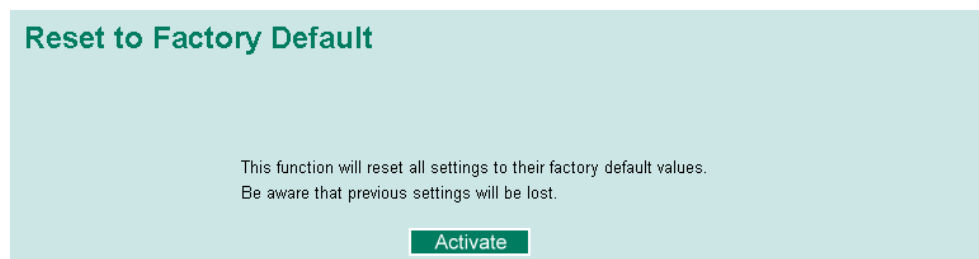 Reset to Factory Default
This function will reset all settings to their factory default values.
Be aware that previous settings will be lost.
Activate